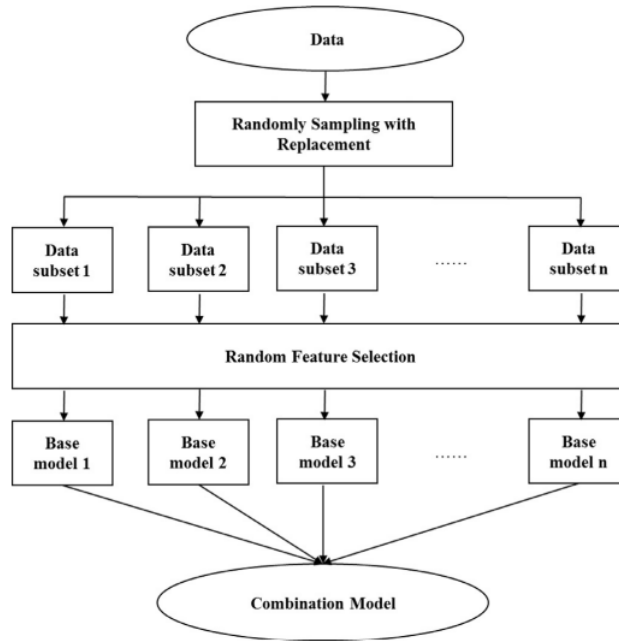 Data
Randomly Sampling with
Replacement
Data
subset 1
Data
subset 2
Data
subset 3
......
Data
subset n
Random Feature Selection
Base
model 1
Base
model 2
Base
model 3
......
Base
model n
Combination Model